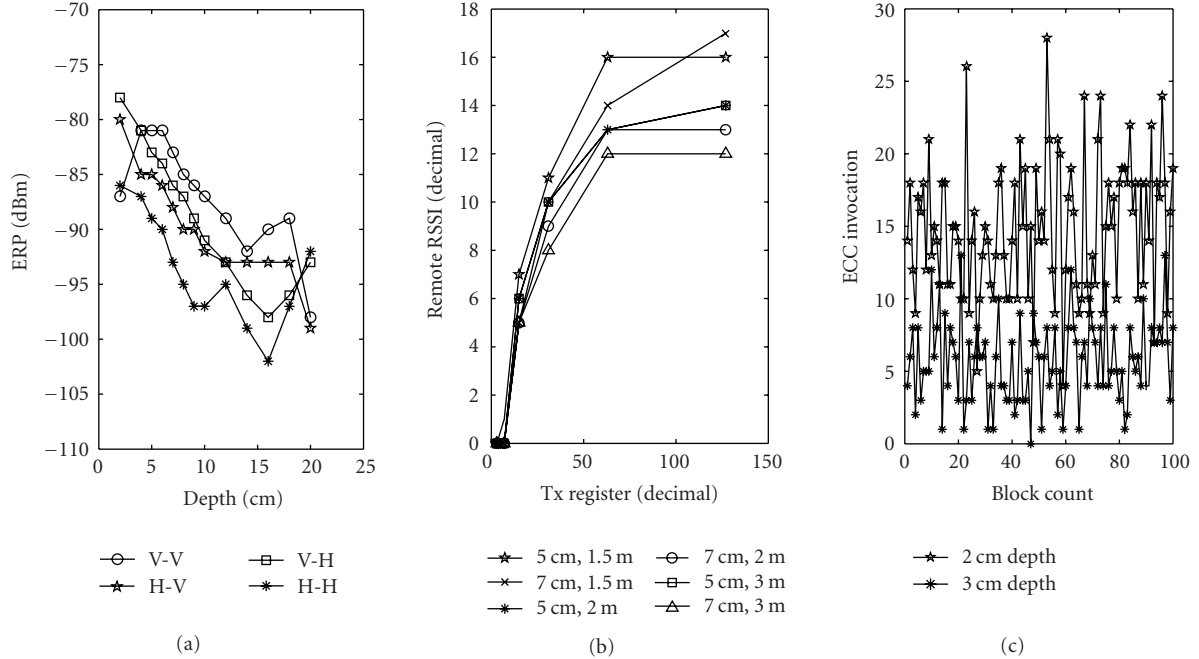 −70
−75
−80
−85
−90
−95
−100
−105
−110
ERP (dBm)
0 5 10 15 20 25
Depth (cm)
V-V
V-H
H-V
H-H
(a)
16
14
12
10
8
6
4
2
0
Remote RSSI (decimal)
0 50 100 150
Tx register (decimal)
5 cm, 1.5 m
7 cm, 2 m
7 cm, 1.5 m
5 cm, 3 m
5 cm, 2 m
7 cm, 3 m
(b)
30
25
20
15
10
5
0
ECC invocation
0 20 40 60 80 100
Block count
2 cm depth
3 cm depth
(c)